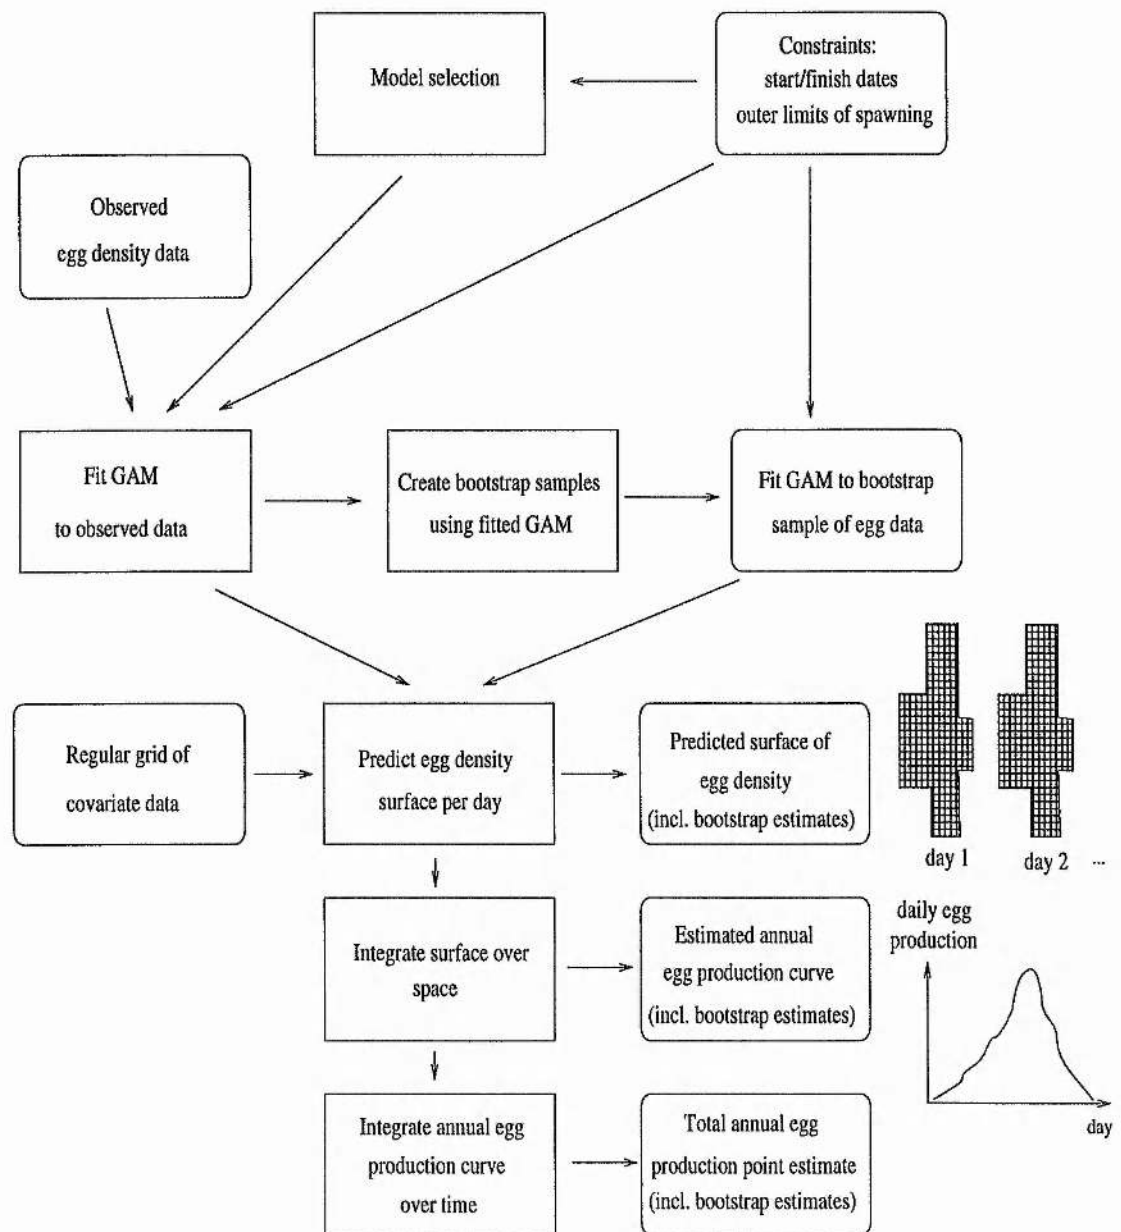 Model selection
Constraints:
start/finish dates
outer limits of spawning
Observed
egg density data
Fit GAM
to observed data
Create bootstrap samples
using fitted GAM
Fit GAM to bootstrap
sample of egg data
Regular grid of
covariate data
Predict egg density
surface per day
Predicted surface of
egg density
(incl. bootstrap estimates)
day 1
day 2
...
Integrate surface over
space
Estimated annual
egg production curve
(incl. bootstrap estimates)
daily egg
production
day
Integrate annual egg
production curve
over time
Total annual egg
production point estimate
(incl. bootstrap estimates)